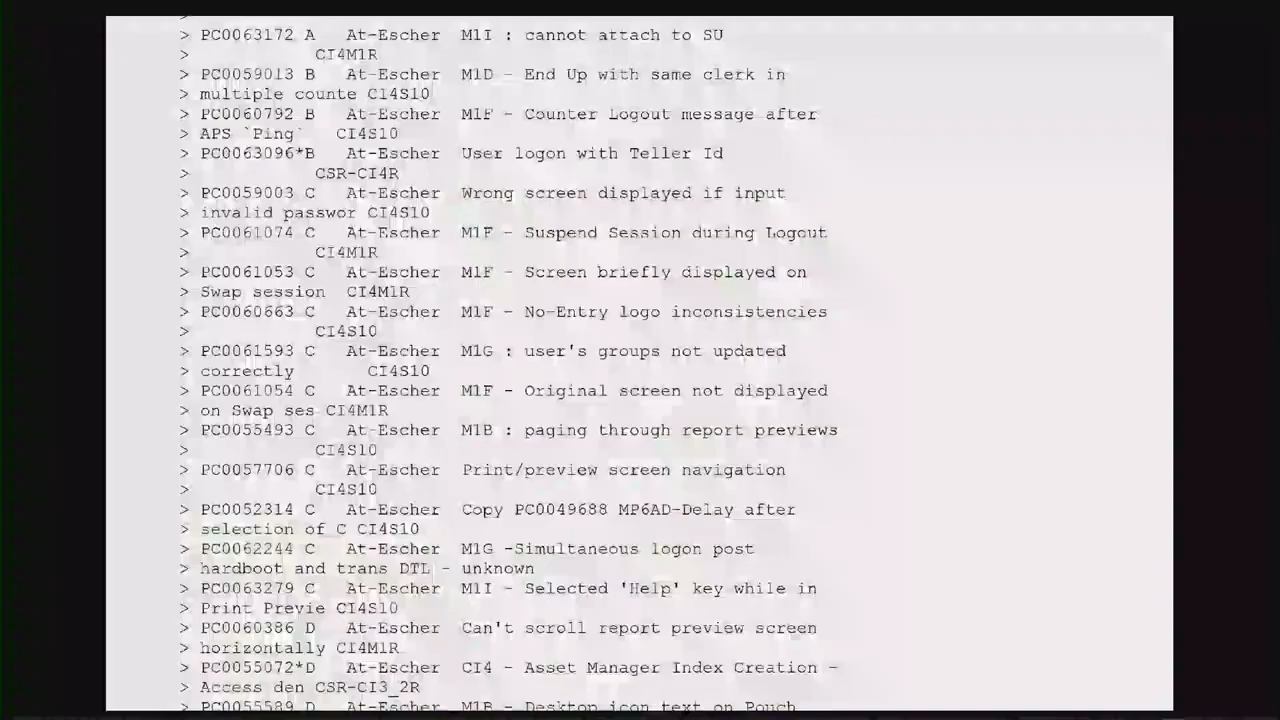 >
> PC0063172 A   At-Escher  M1I : cannot attach to SU
>            CI4M1R
> PC0059013 B   At-Escher  M1D - End Up with same clerk in
> multiple counte CI4S10
> PC0060792 B   At-Escher  M1F - Counter Logout message after
> APS `Ping`   CI4S10
> PC0063096*B   At-Escher  User logon with Teller Id
>            CSR-CI4R
> PC0059003 C   At-Escher  Wrong screen displayed if input
> invalid passwor CI4S10
> PC0061074 C   At-Escher  M1F - Suspend Session during Logout
>            CI4M1R
> PC0061053 C   At-Escher  M1F - Screen briefly displayed on
> Swap session  CI4M1R
> PC0060663 C   At-Escher  M1F - No-Entry logo inconsistencies
>            CI4S10
> PC0061593 C   At-Escher  M1G : user's groups not updated
> correctly       CI4S10
> PC0061054 C   At-Escher  M1F - Original screen not displayed
> on Swap ses CI4M1R
> PC0055493 C   At-Escher  M1B : paging through report previews
>            CI4S10
> PC0057706 C   At-Escher  Print/preview screen navigation
>            CI4S10
> PC0052314 C   At-Escher  Copy PC0049688 MP6AD-Delay after
> selection of C CI4S10
> PC0062244 C   At-Escher  M1G -Simultaneous logon post
> hardboot and trans DTL - unknown
> PC0063279 C   At-Escher  M1I - Selected 'Help' key while in
> Print Previe CI4S10
> PC0060386 D   At-Escher  Can't scroll report preview screen
> horizontally CI4M1R
> PC0055072*D   At-Escher  CI4 - Asset Manager Index Creation -
> Access den CSR-CI3_2R
> PC0055589 D   At-Escher  M1B - Desktop icon text on Pouch